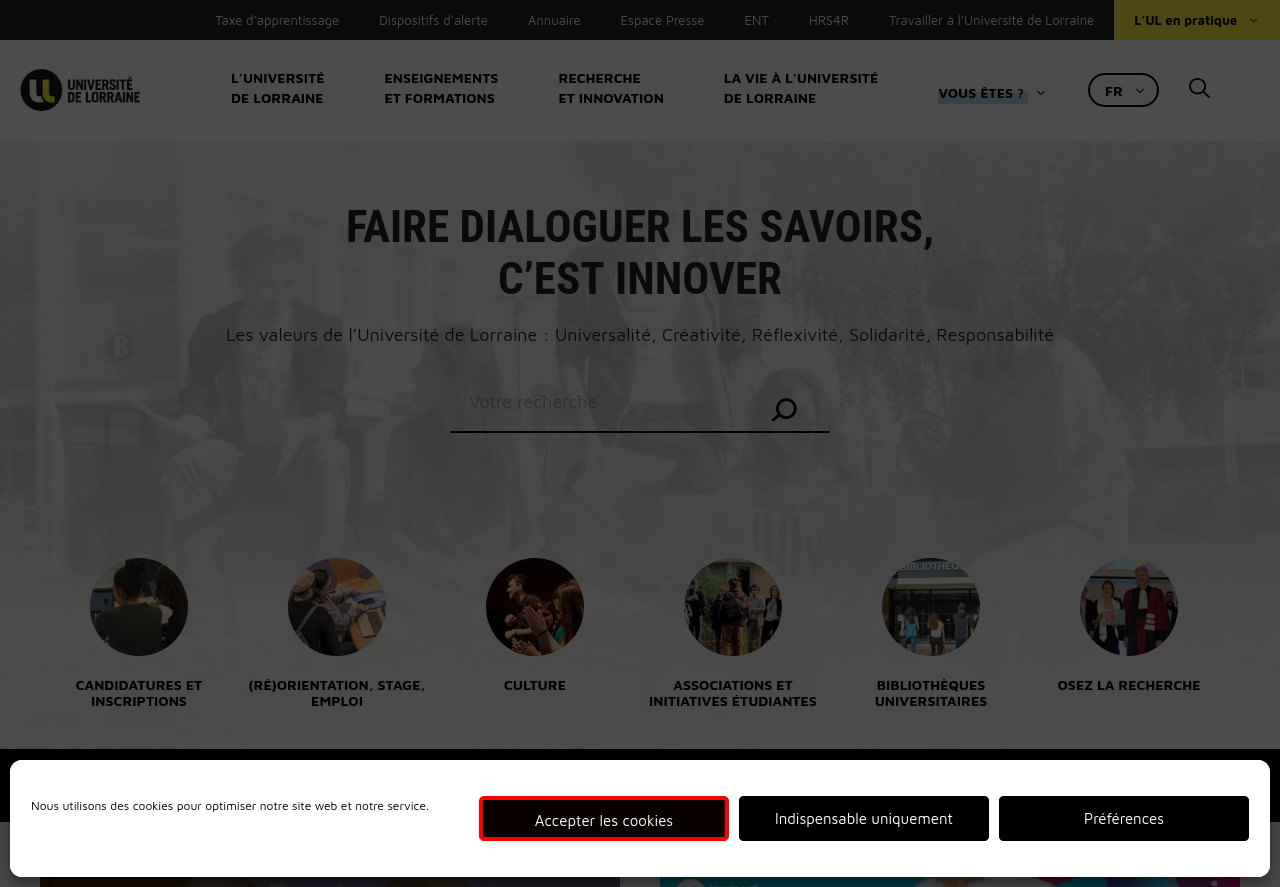 Taxe d’apprentissage
Dispositifs d’alerte
Annuaire
Espace Presse
ENT
HRS4R
Travailler à l’Université de Lorraine
L’UL en pratique
UNIVERSITÉ
DE LORRAINE
L’UNIVERSITÉ
DE LORRAINE
ENSEIGNEMENTS
ET FORMATIONS
RECHERCHE
ET INNOVATION
LA VIE À L’UNIVERSITÉ
DE LORRAINE
VOUS ÊTES ?
FR
FAIRE DIALOGUER LES SAVOIRS,
C’EST INNOVER
Les valeurs de l’Université de Lorraine : Universalité, Créativité, Réflexivité, Solidarité, Responsabilité
Votre recherche
CANDIDATURES ET
INSCRIPTIONS
(RÉ)ORIENTATION, STAGE,
EMPLOI
CULTURE
ASSOCIATIONS ET
INITIATIVES ÉTUDIANTES
BIBLIOTHÈQUES
UNIVERSITAIRES
OSEZ LA RECHERCHE
Nous utilisons des cookies pour optimiser notre site web et notre service.
Accepter les cookies
Indispensable uniquement
Préférences